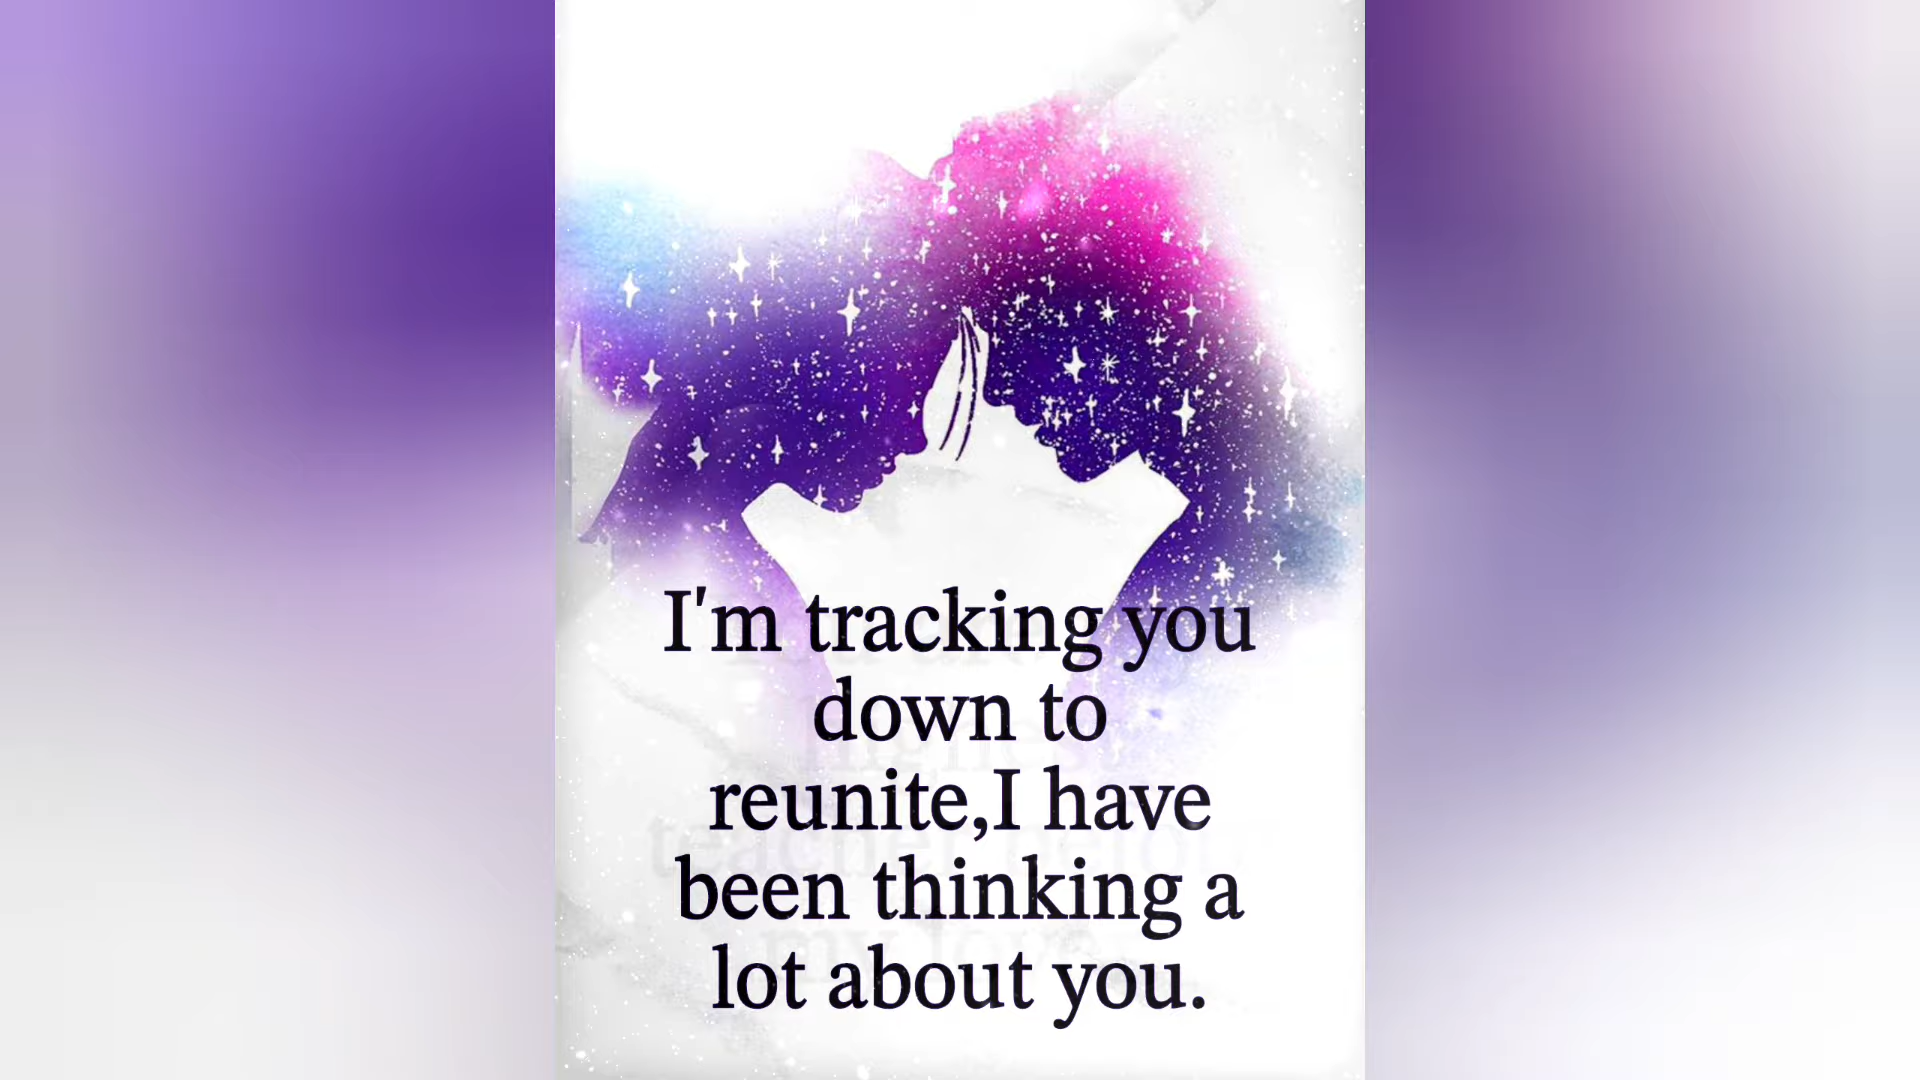 I'm tracking you
down to
reunite,I have
been thinking a
lot about you.